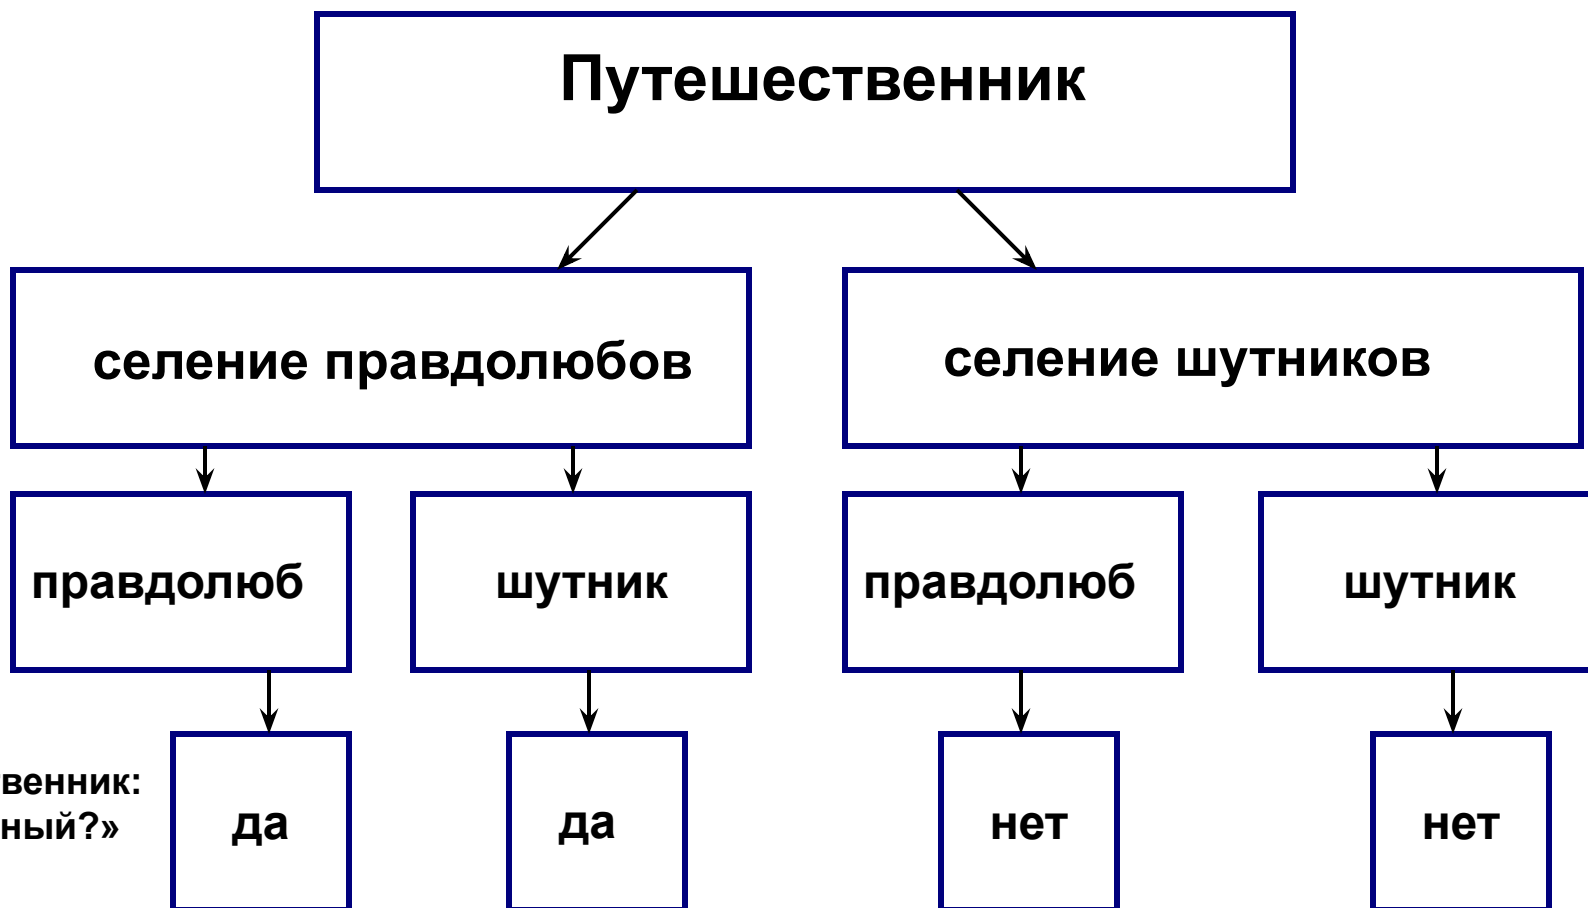 Путешественник
селение правдолюбов
селение шутников
правдолюб
шутник
правдолюб
шутник
венник:
ный?»
да
да
нет
нет